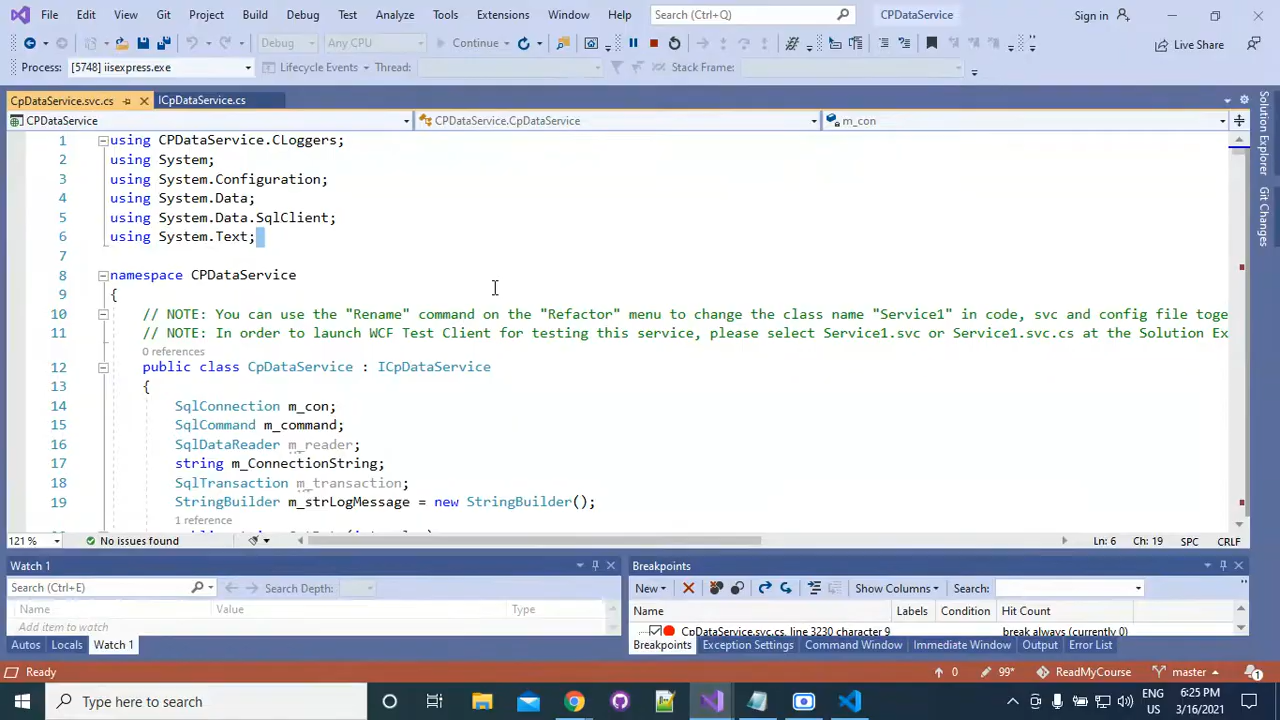 File Edit View Git Project Build Debug Test Analyze Tools Extensions Window Help Search (Ctrl+Q) CPDataService Sign in
Debug Any CPU Continue Live Share
Process: [5748] iisexpress.exe Lifecycle Events Thread: Stack Frame:
CpDataService.svc.cs ICpDataService.cs
CPDataService CPDataService.CpDataService m_con
1 using CPDataService.CLoggers;
2 using System;
3 using System.Configuration;
4 using System.Data;
5 using System.Data.SqlClient;
6 using System.Text;
7
8 namespace CPDataService
9 {
10 // NOTE: You can use the "Rename" command on the "Refactor" menu to change the class name "Service1" in code, svc and config file toge
11 // NOTE: In order to launch WCF Test Client for testing this service, please select Service1.svc or Service1.svc.cs at the Solution Ex
0 references
12 public class CpDataService : ICpDataService
13 {
14 SqlConnection m_con;
15 SqlCommand m_command;
16 SqlDataReader m_reader;
17 string m_ConnectionString;
18 SqlTransaction m_transaction;
19 StringBuilder m_strLogMessage = new StringBuilder();
1 reference
121 % No issues found Ln: 6 Ch: 19 SPC CRLF
Solution Explorer
Git Changes
Watch 1
Search (Ctrl+E) Search Depth:
Name Value Type
Add item to watch
Autos Locals Watch 1
Breakpoints
New Show Columns Search:
Name Labels Condition Hit Count
CpDataService.svc.cs, line 3230 character 9 break always (currently 0)
Breakpoints Exception Settings Command Window Immediate Window Output Error List
Ready 0 99* ReadMyCourse master 1
Type here to search ENG US 6:25 PM 3/16/2021